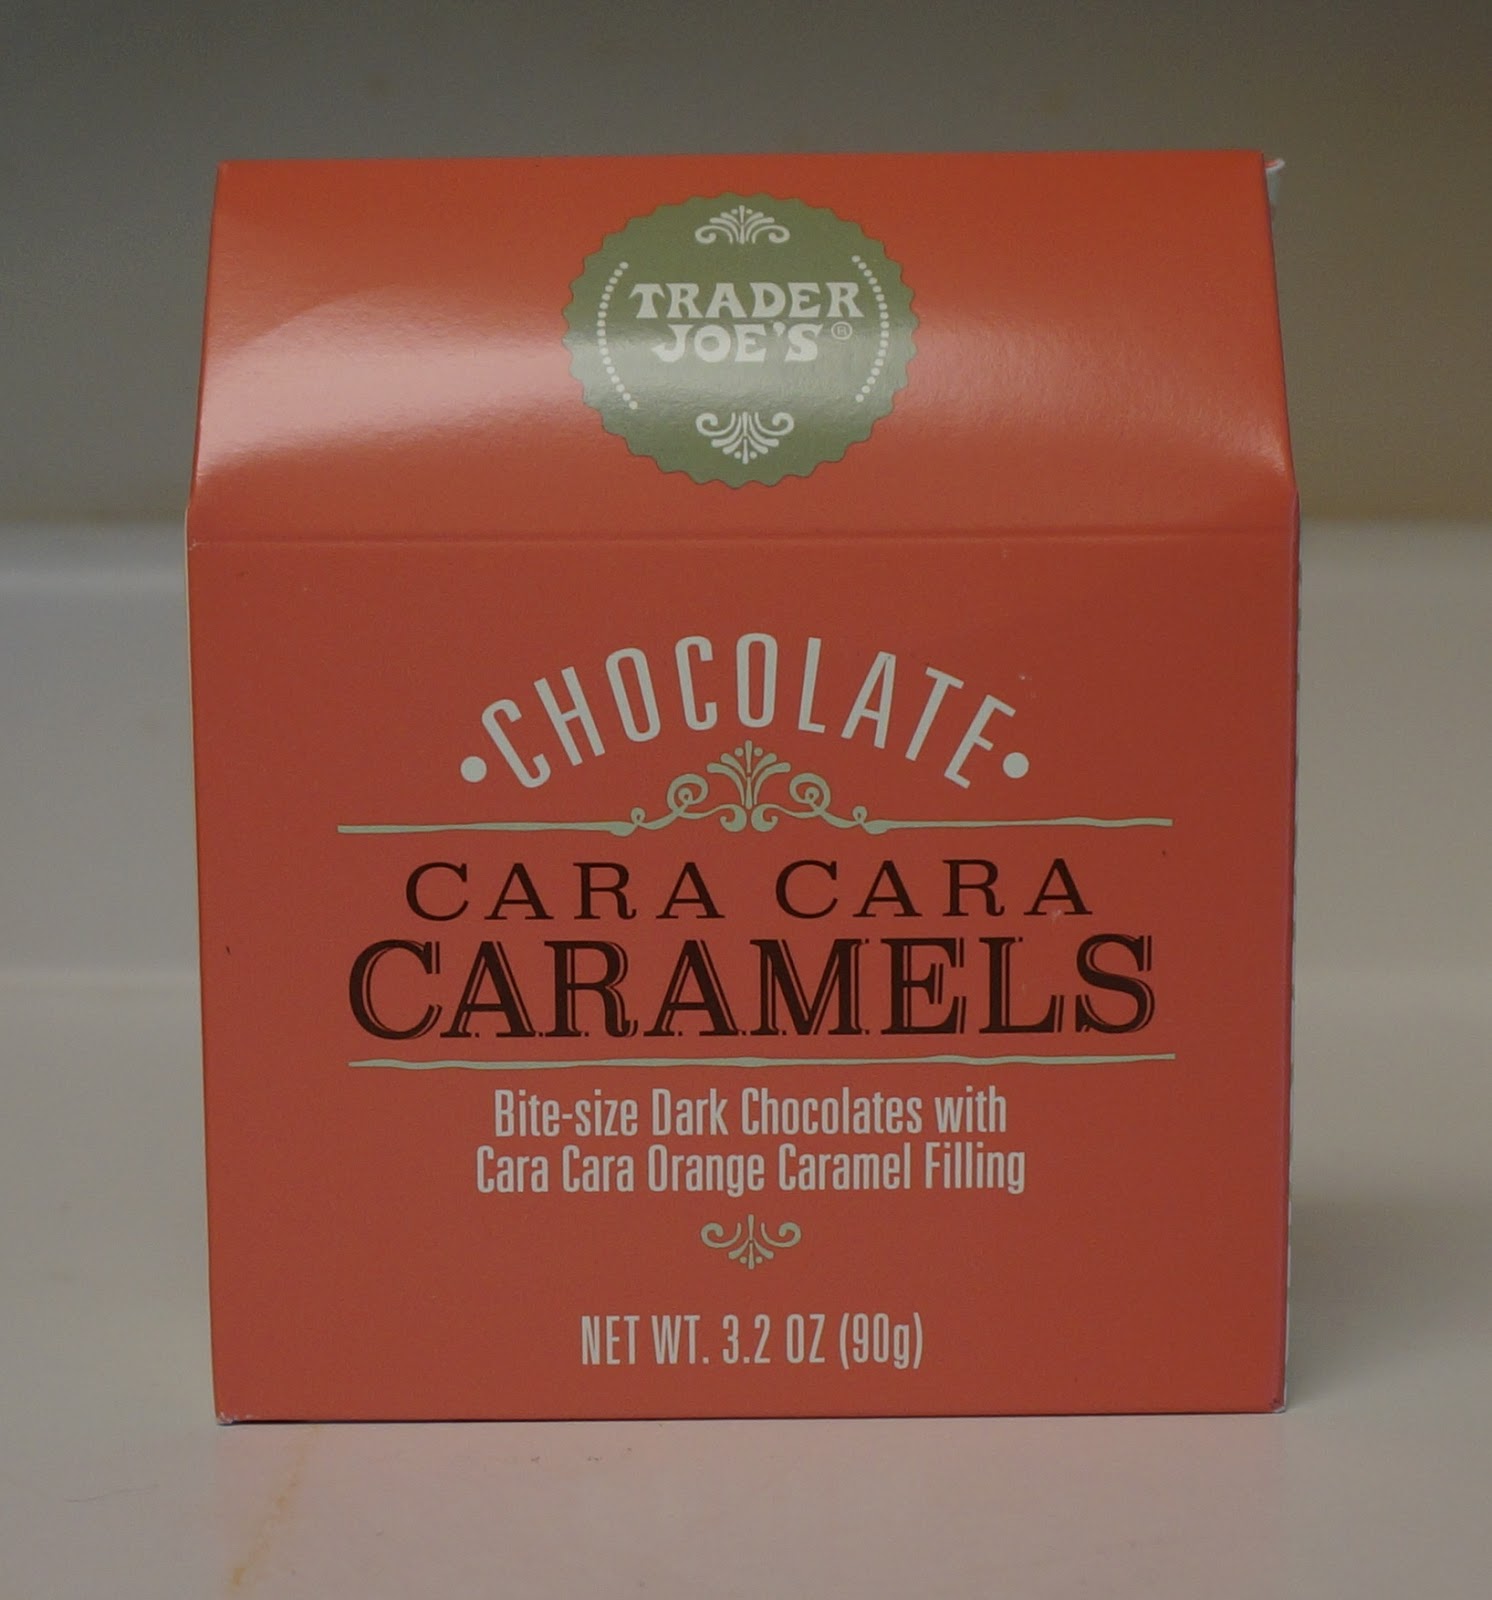 TRADER
JOE'S®
•CHOCOLATE•
CARA CARA
CARAMELS
Bite-size Dark Chocolates with
Cara Cara Orange Caramel Filling
NET WT. 3.2 OZ (90g)